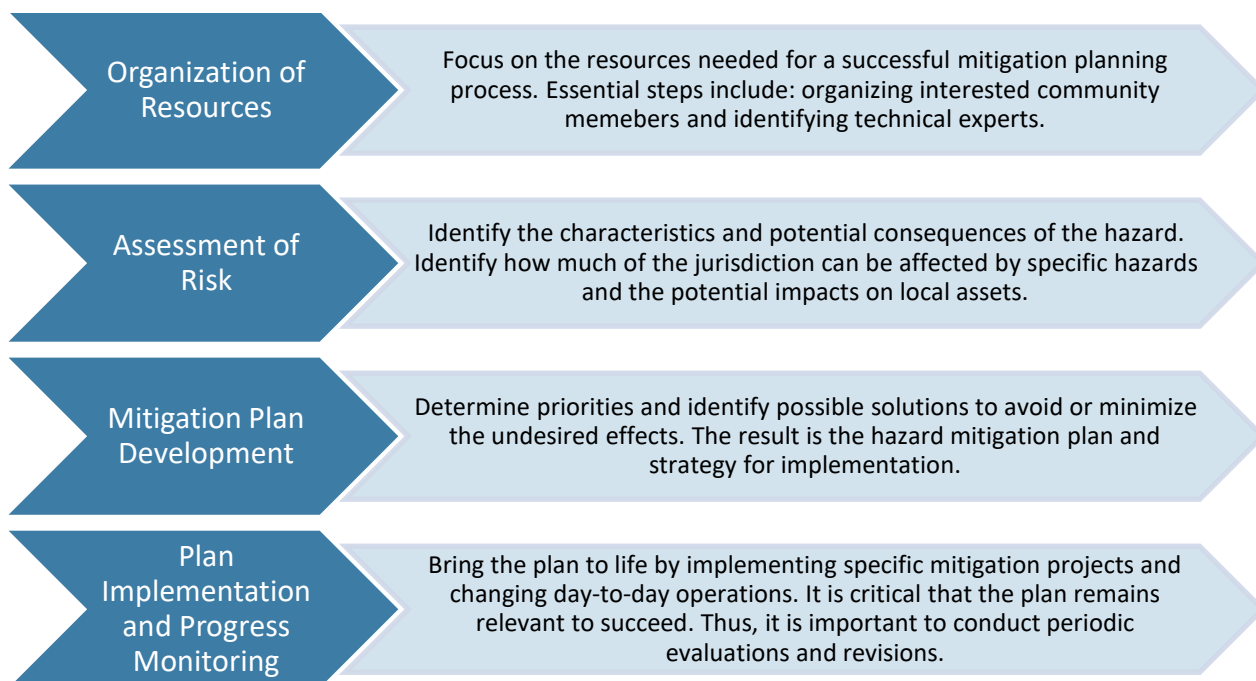 Organization of
Resources
Focus on the resources needed for a successful mitigation planning
process. Essential steps include: organizing interested community
memebers and identifying technical experts.
Assessment of
Risk
Identify the characteristics and potential consequences of the hazard.
Identify how much of the jurisdiction can be affected by specific hazards
and the potential impacts on local assets.
Mitigation Plan
Development
Determine priorities and identify possible solutions to avoid or minimize
the undesired effects. The result is the hazard mitigation plan and
strategy for implementation.
Plan
Implementation
and Progress
Monitoring
Bring the plan to life by implementing specific mitigation projects and
changing day-to-day operations. It is critical that the plan remains
relevant to succeed. Thus, it is important to conduct periodic
evaluations and revisions.